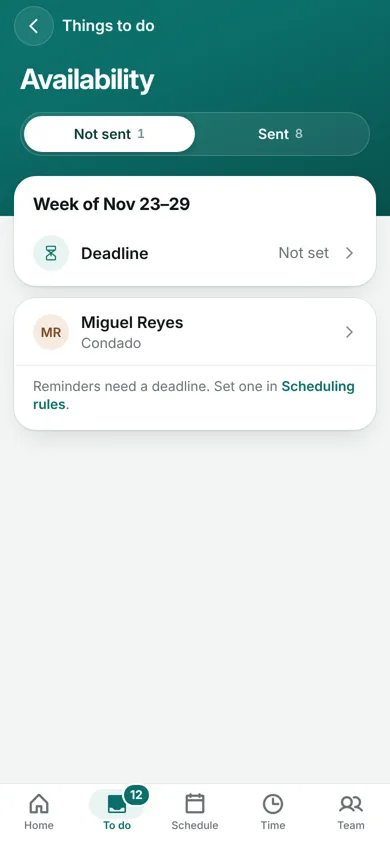 Things to do
Availability
Not sent 1
Sent 8
Week of Nov 23–29
Deadline
Not set
MR
Miguel Reyes
Condado
Reminders need a deadline. Set one in Scheduling
rules.
12
Home
To do
Schedule
Time
Team